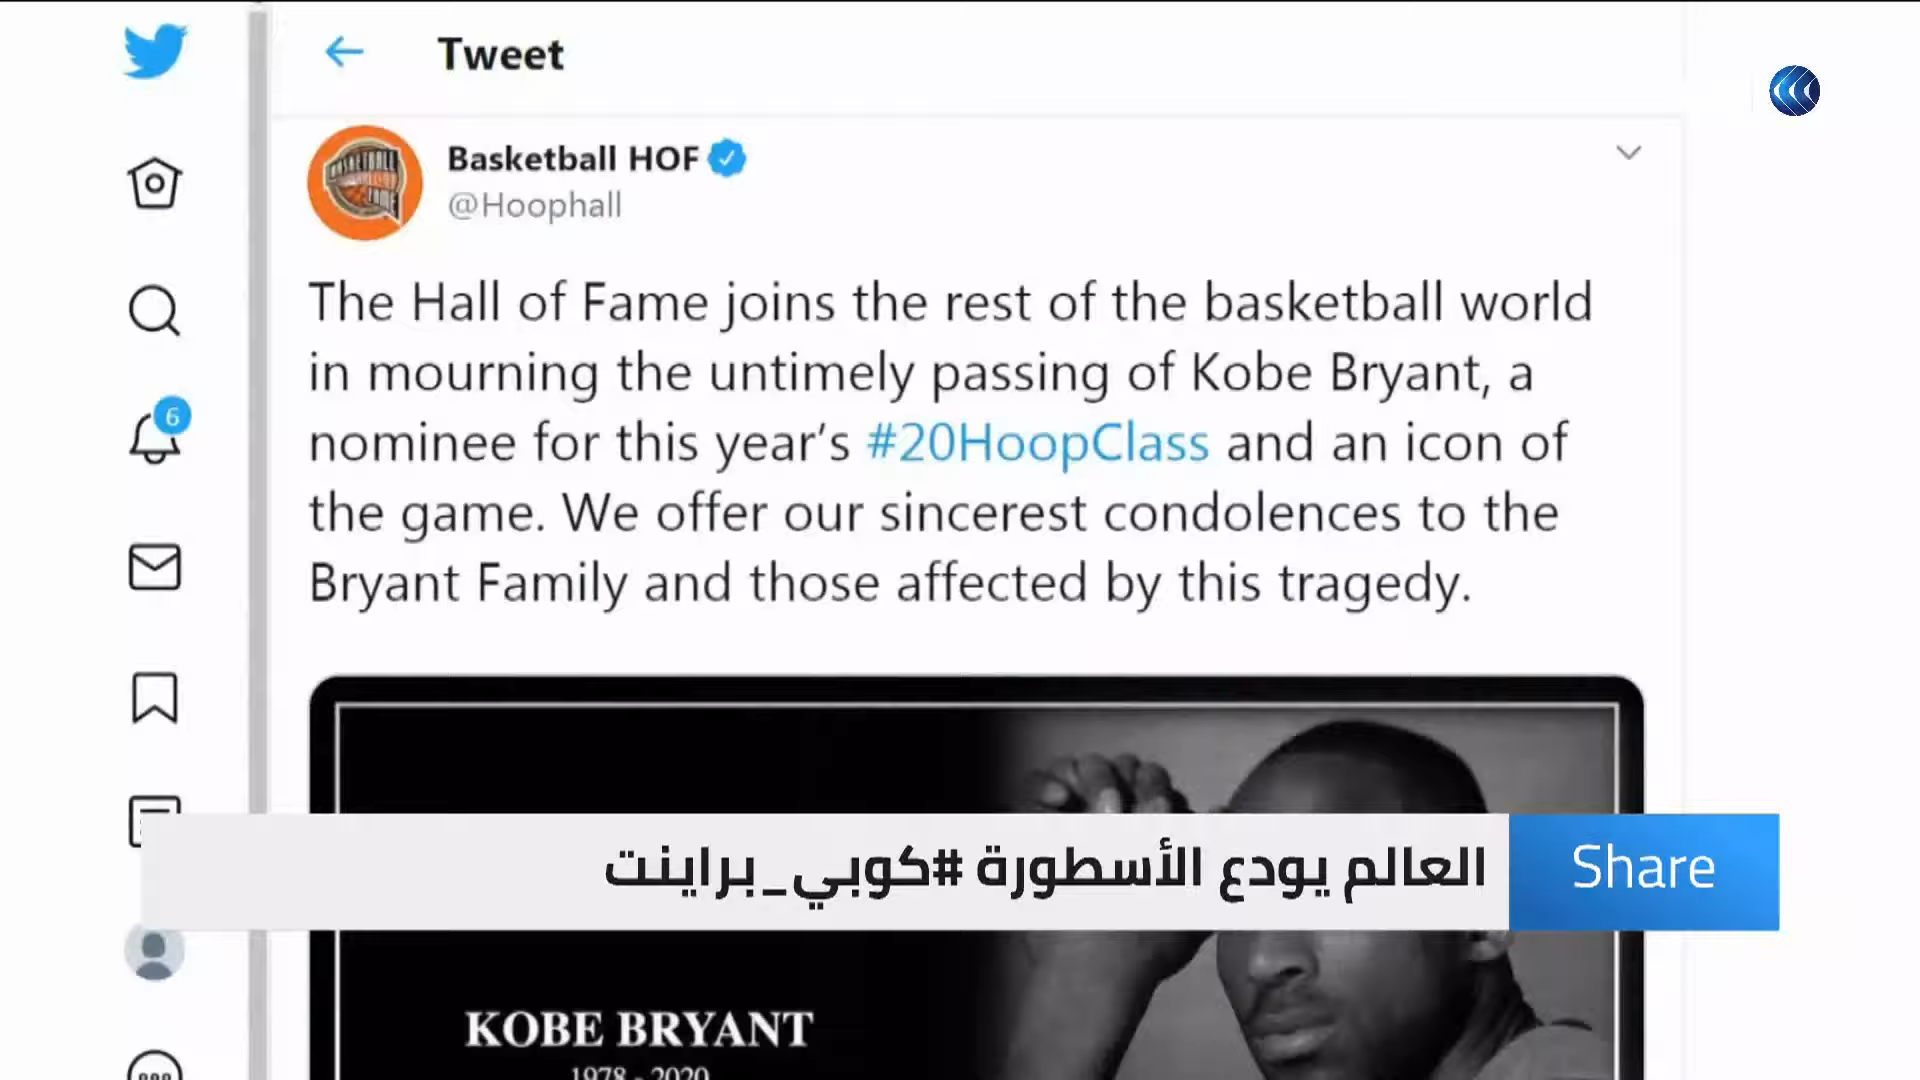 Tweet
Basketball HOF
@Hoophall
The Hall of Fame joins the rest of the basketball world
in mourning the untimely passing of Kobe Bryant, a
nominee for this year's #20HoopClass and an icon of
the game. We offer our sincerest condolences to the
Bryant Family and those affected by this tragedy.
6
العالم يودع الأسطورة #كوبي_براينت
Share
KOBE BRYANT
1978 - 2020